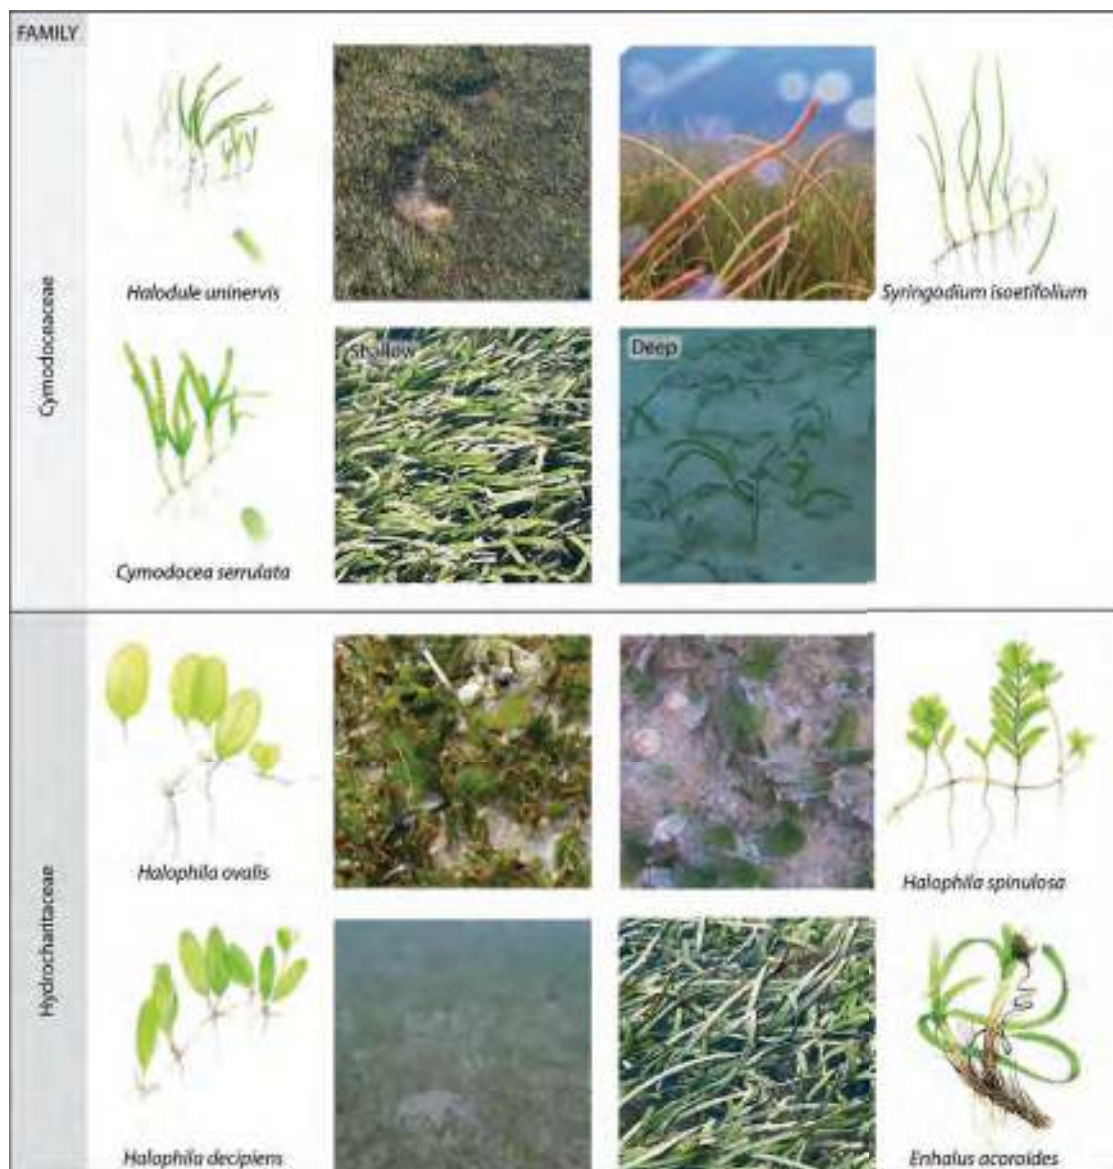 FAMILY
Cymodoceaceae
Halodule uninervis
Syringodium isoetifolium
Shallow
Deep
Cymodocea serrulata
Hydrocharitaceae
Halophila ovalis
Halophila spinulosa
Halophila decipiens
Enhalus acoroides